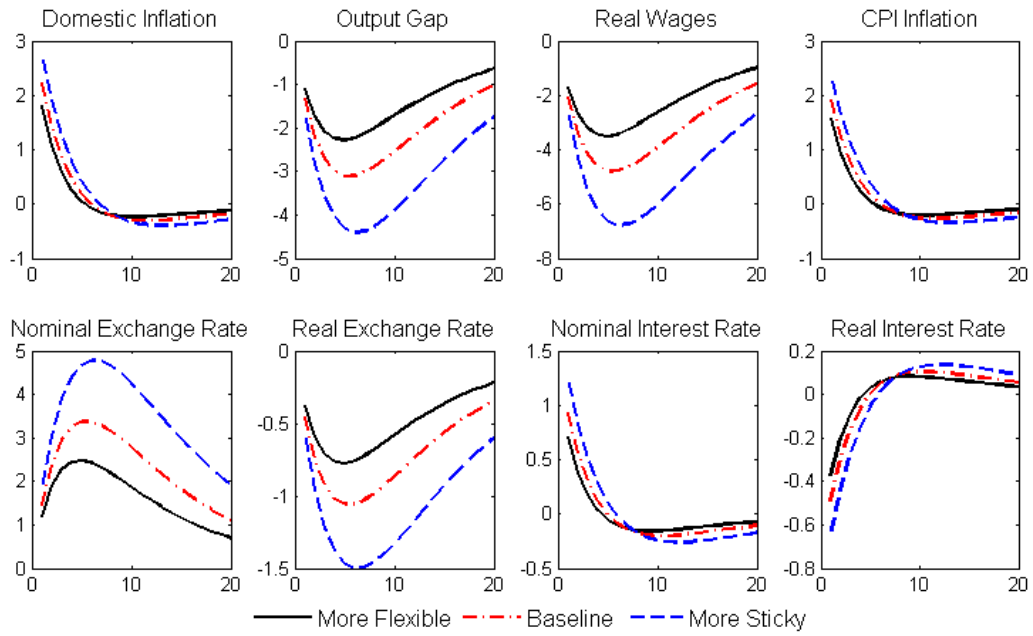 Domestic Inflation
Output Gap
Real Wages
CPI Inflation
3
2
1
0
-1
0 10 20
0
-1
-2
-3
-4
-5
0 10 20
0
-2
-4
-6
-8
0 10 20
3
2
1
0
-1
0 10 20
Nominal Exchange Rate
Real Exchange Rate
Nominal Interest Rate
Real Interest Rate
5
4
3
2
1
0
0 10 20
0
-0.5
-1
-1.5
0 10 20
1.5
1
0.5
0
-0.5
0 10 20
0.2
0
-0.2
-0.4
-0.6
-0.8
0 10 20
More Flexible Baseline More Sticky